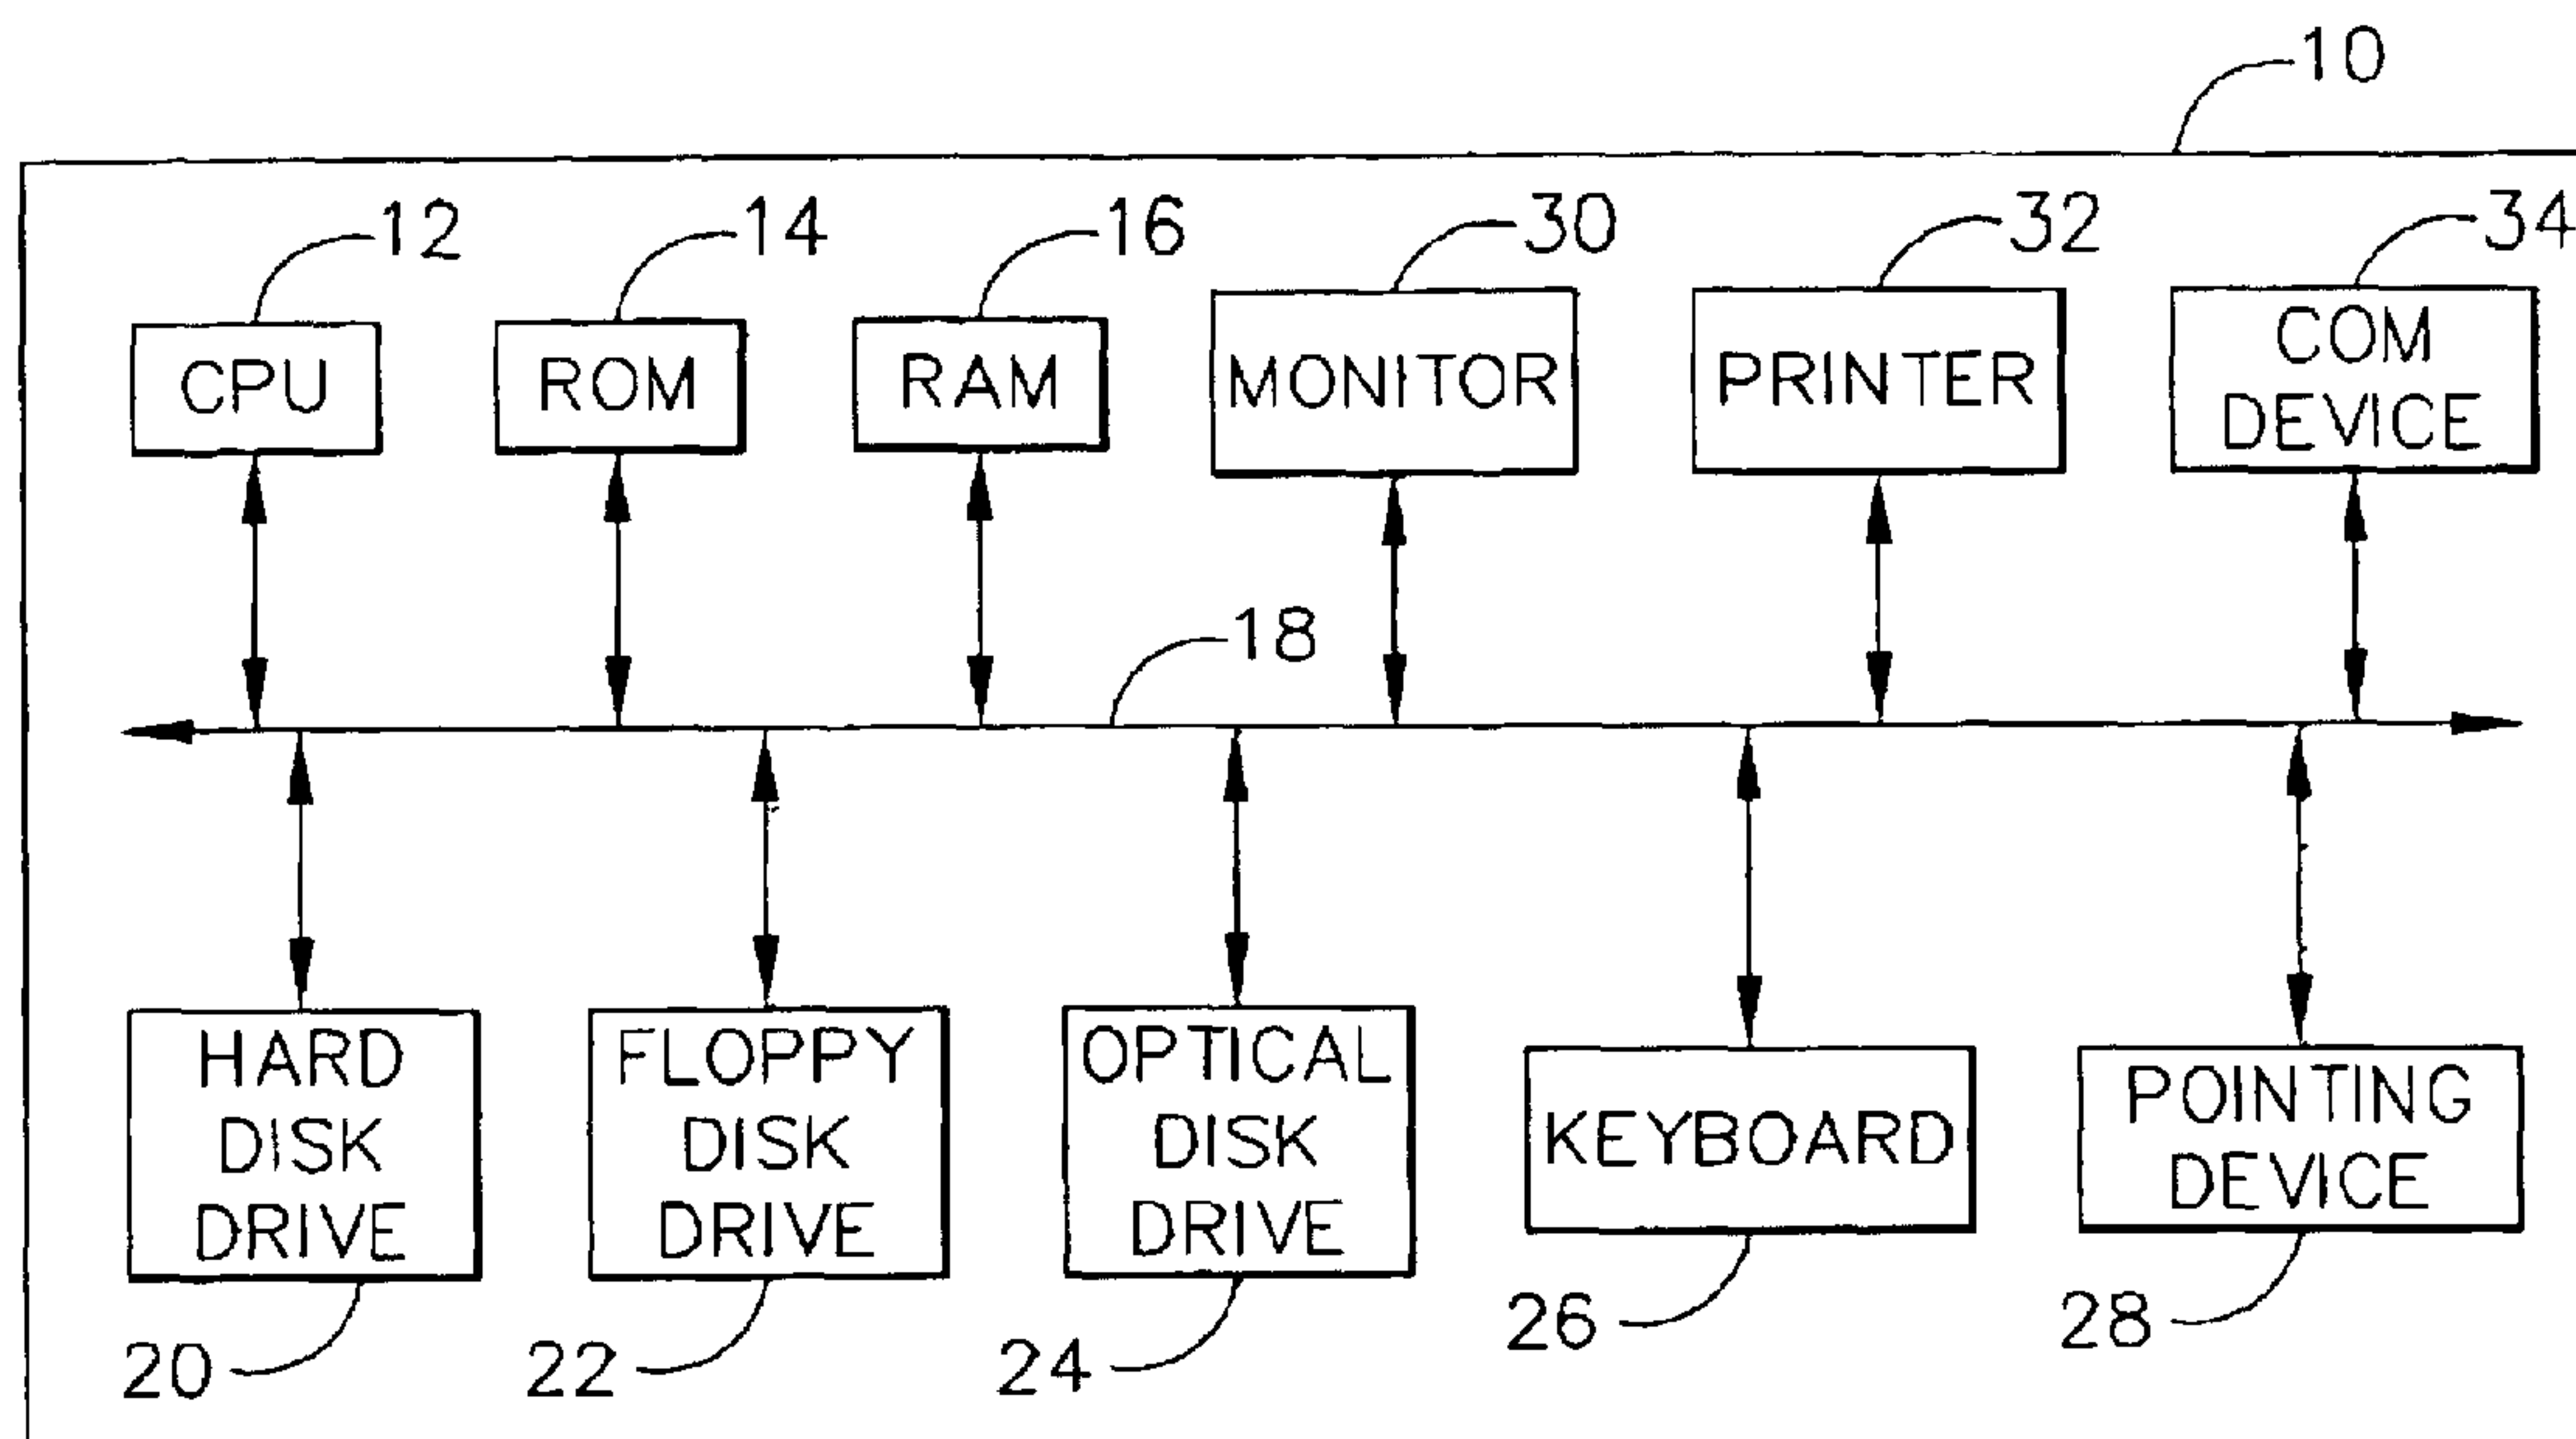 10
12
14
16
30
32
34
CPU
ROM
RAM
MONITOR
PRINTER
COM
DEVICE
18
HARD
DISK
DRIVE
FLOPPY
DISK
DRIVE
OPTICAL
DISK
DRIVE
KEYBOARD
POINTING
DEVICE
20
22
24
26
28